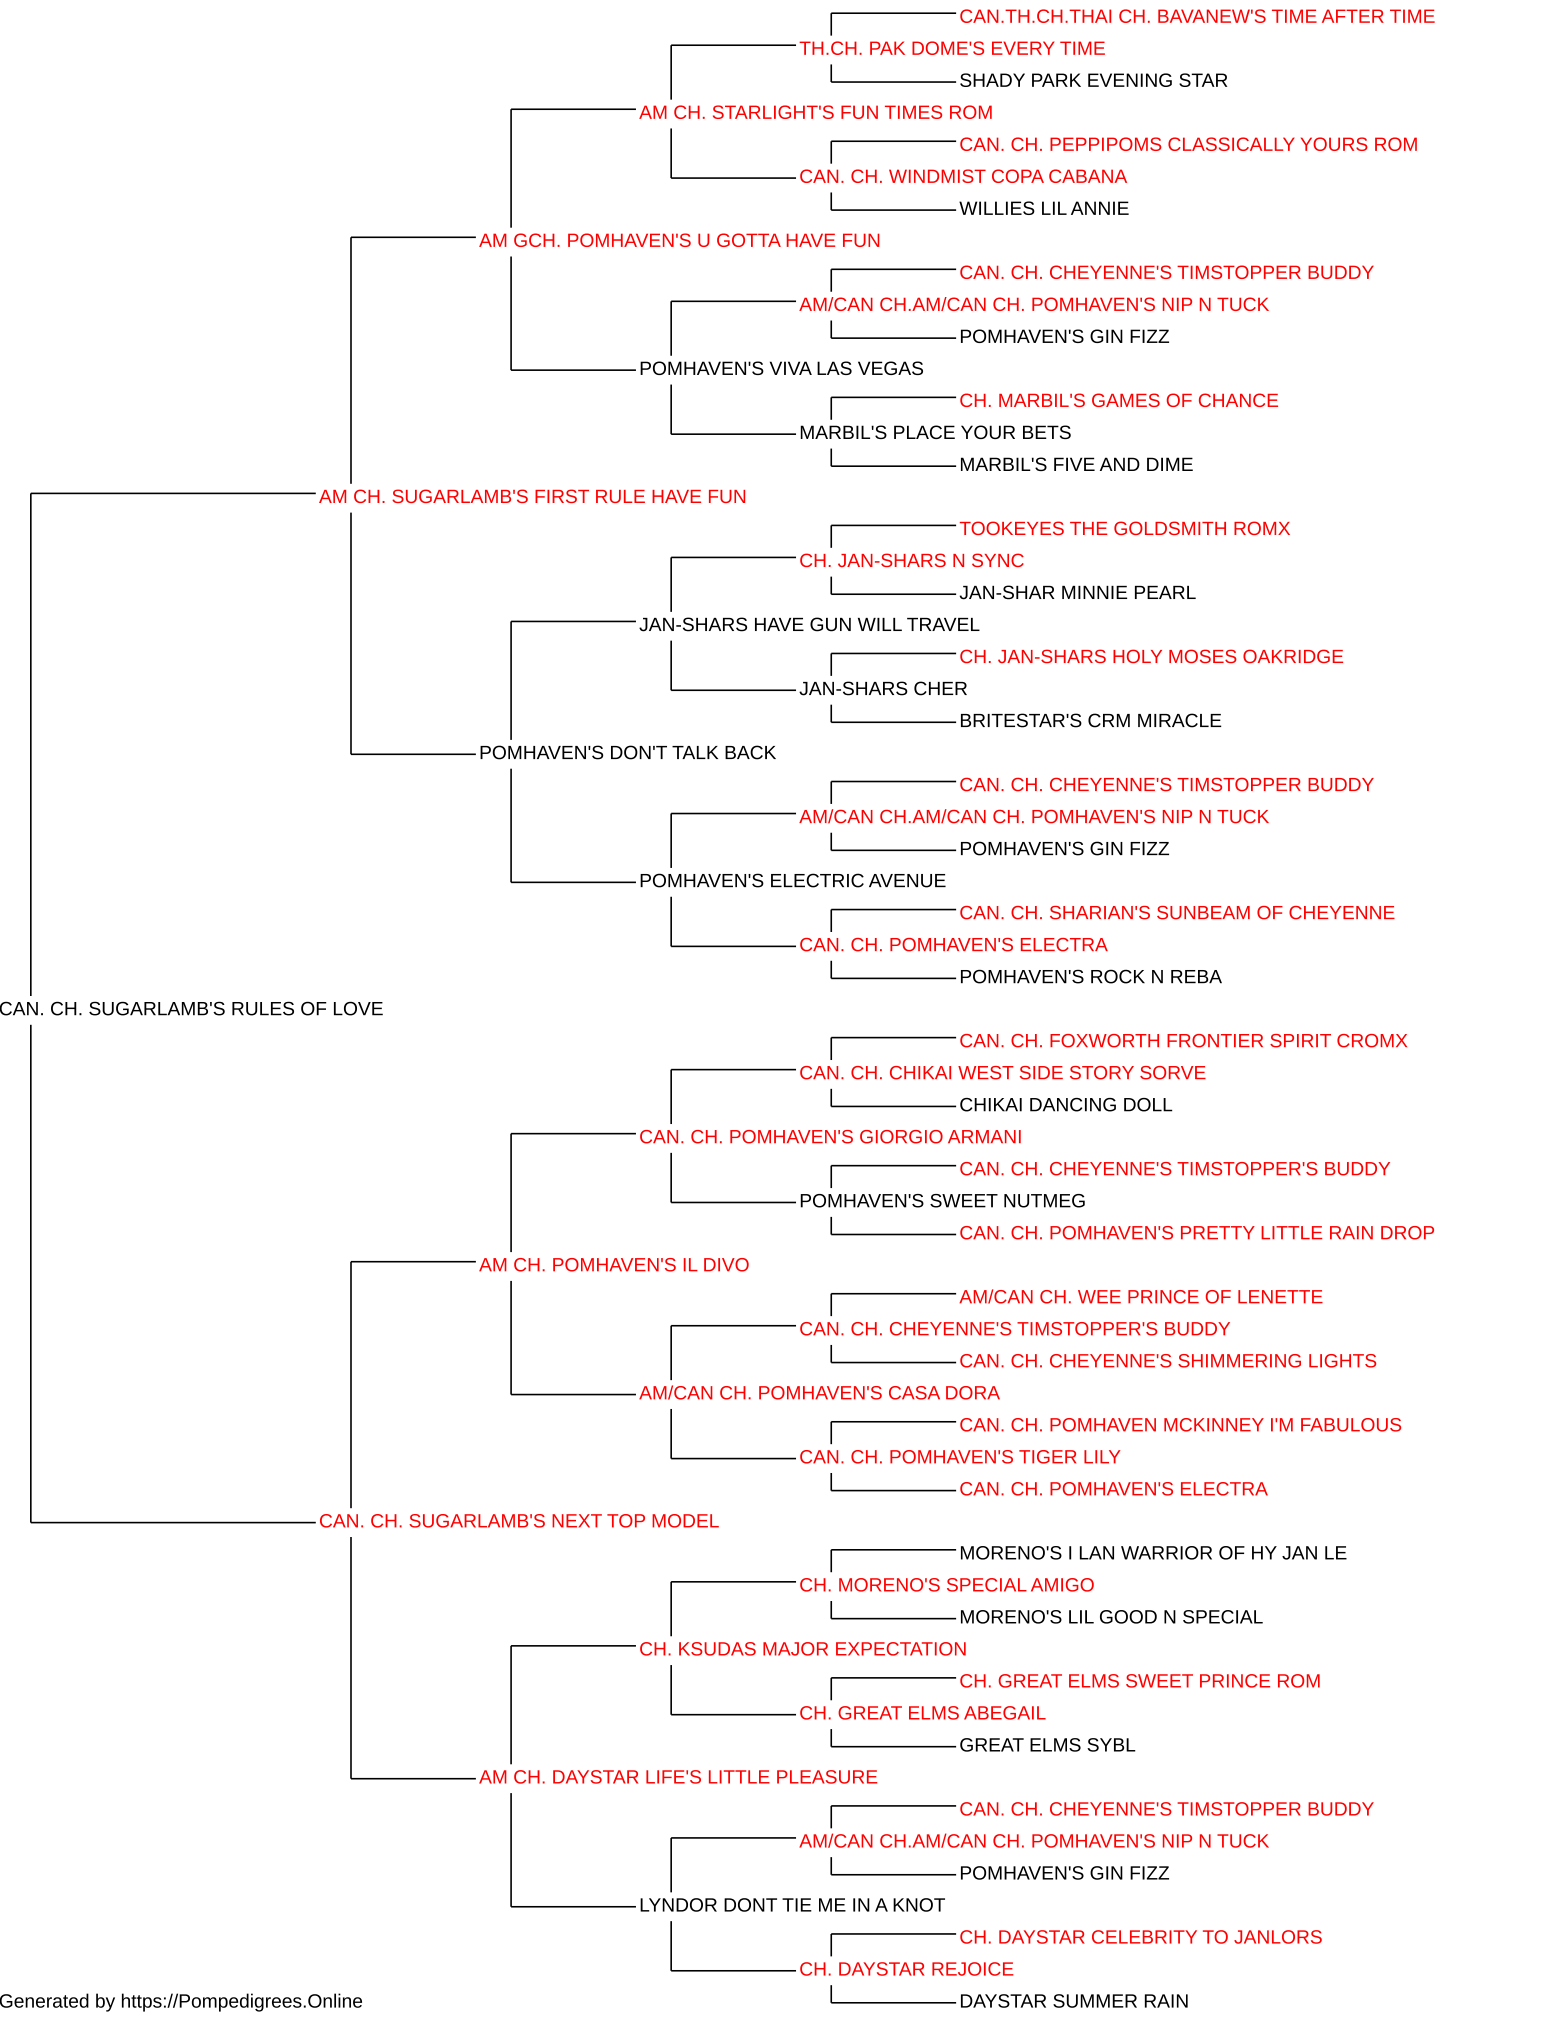 CAN.TH.CH.THAI CH. BAVANEW'S TIME AFTER TIME
TH.CH. PAK DOME'S EVERY TIME
SHADY PARK EVENING STAR
AM CH. STARLIGHT'S FUN TIMES ROM
CAN. CH. PEPPIPOMS CLASSICALLY YOURS ROM
CAN. CH. WINDMIST COPA CABANA
WILLIES LIL ANNIE
AM GCH. POMHAVEN'S U GOTTA HAVE FUN
CAN. CH. CHEYENNE'S TIMSTOPPER BUDDY
AM/CAN CH.AM/CAN CH. POMHAVEN'S NIP N TUCK
POMHAVEN'S GIN FIZZ
POMHAVEN'S VIVA LAS VEGAS
CH. MARBIL'S GAMES OF CHANCE
MARBIL'S PLACE YOUR BETS
MARBIL'S FIVE AND DIME
AM CH. SUGARLAMB'S FIRST RULE HAVE FUN
TOOKEYES THE GOLDSMITH ROMX
CH. JAN-SHARS N SYNC
JAN-SHAR MINNIE PEARL
JAN-SHARS HAVE GUN WILL TRAVEL
CH. JAN-SHARS HOLY MOSES OAKRIDGE
JAN-SHARS CHER
BRITESTAR'S CRM MIRACLE
POMHAVEN'S DON'T TALK BACK
CAN. CH. CHEYENNE'S TIMSTOPPER BUDDY
AM/CAN CH.AM/CAN CH. POMHAVEN'S NIP N TUCK
POMHAVEN'S GIN FIZZ
POMHAVEN'S ELECTRIC AVENUE
CAN. CH. SHARIAN'S SUNBEAM OF CHEYENNE
CAN. CH. POMHAVEN'S ELECTRA
POMHAVEN'S ROCK N REBA
CAN. CH. SUGARLAMB'S RULES OF LOVE
CAN. CH. FOXWORTH FRONTIER SPIRIT CROMX
CAN. CH. CHIKAI WEST SIDE STORY SORVE
CHIKAI DANCING DOLL
CAN. CH. POMHAVEN'S GIORGIO ARMANI
CAN. CH. CHEYENNE'S TIMSTOPPER'S BUDDY
POMHAVEN'S SWEET NUTMEG
CAN. CH. POMHAVEN'S PRETTY LITTLE RAIN DROP
AM CH. POMHAVEN'S IL DIVO
AM/CAN CH. WEE PRINCE OF LENETTE
CAN. CH. CHEYENNE'S TIMSTOPPER'S BUDDY
CAN. CH. CHEYENNE'S SHIMMERING LIGHTS
AM/CAN CH. POMHAVEN'S CASA DORA
CAN. CH. POMHAVEN MCKINNEY I'M FABULOUS
CAN. CH. POMHAVEN'S TIGER LILY
CAN. CH. POMHAVEN'S ELECTRA
CAN. CH. SUGARLAMB'S NEXT TOP MODEL
MORENO'S I LAN WARRIOR OF HY JAN LE
CH. MORENO'S SPECIAL AMIGO
MORENO'S LIL GOOD N SPECIAL
CH. KSUDAS MAJOR EXPECTATION
CH. GREAT ELMS SWEET PRINCE ROM
CH. GREAT ELMS ABEGAIL
GREAT ELMS SYBL
AM CH. DAYSTAR LIFE'S LITTLE PLEASURE
CAN. CH. CHEYENNE'S TIMSTOPPER BUDDY
AM/CAN CH.AM/CAN CH. POMHAVEN'S NIP N TUCK
POMHAVEN'S GIN FIZZ
LYNDOR DONT TIE ME IN A KNOT
CH. DAYSTAR CELEBRITY TO JANLORS
CH. DAYSTAR REJOICE
DAYSTAR SUMMER RAIN
Generated by https://Pompedigrees.Online